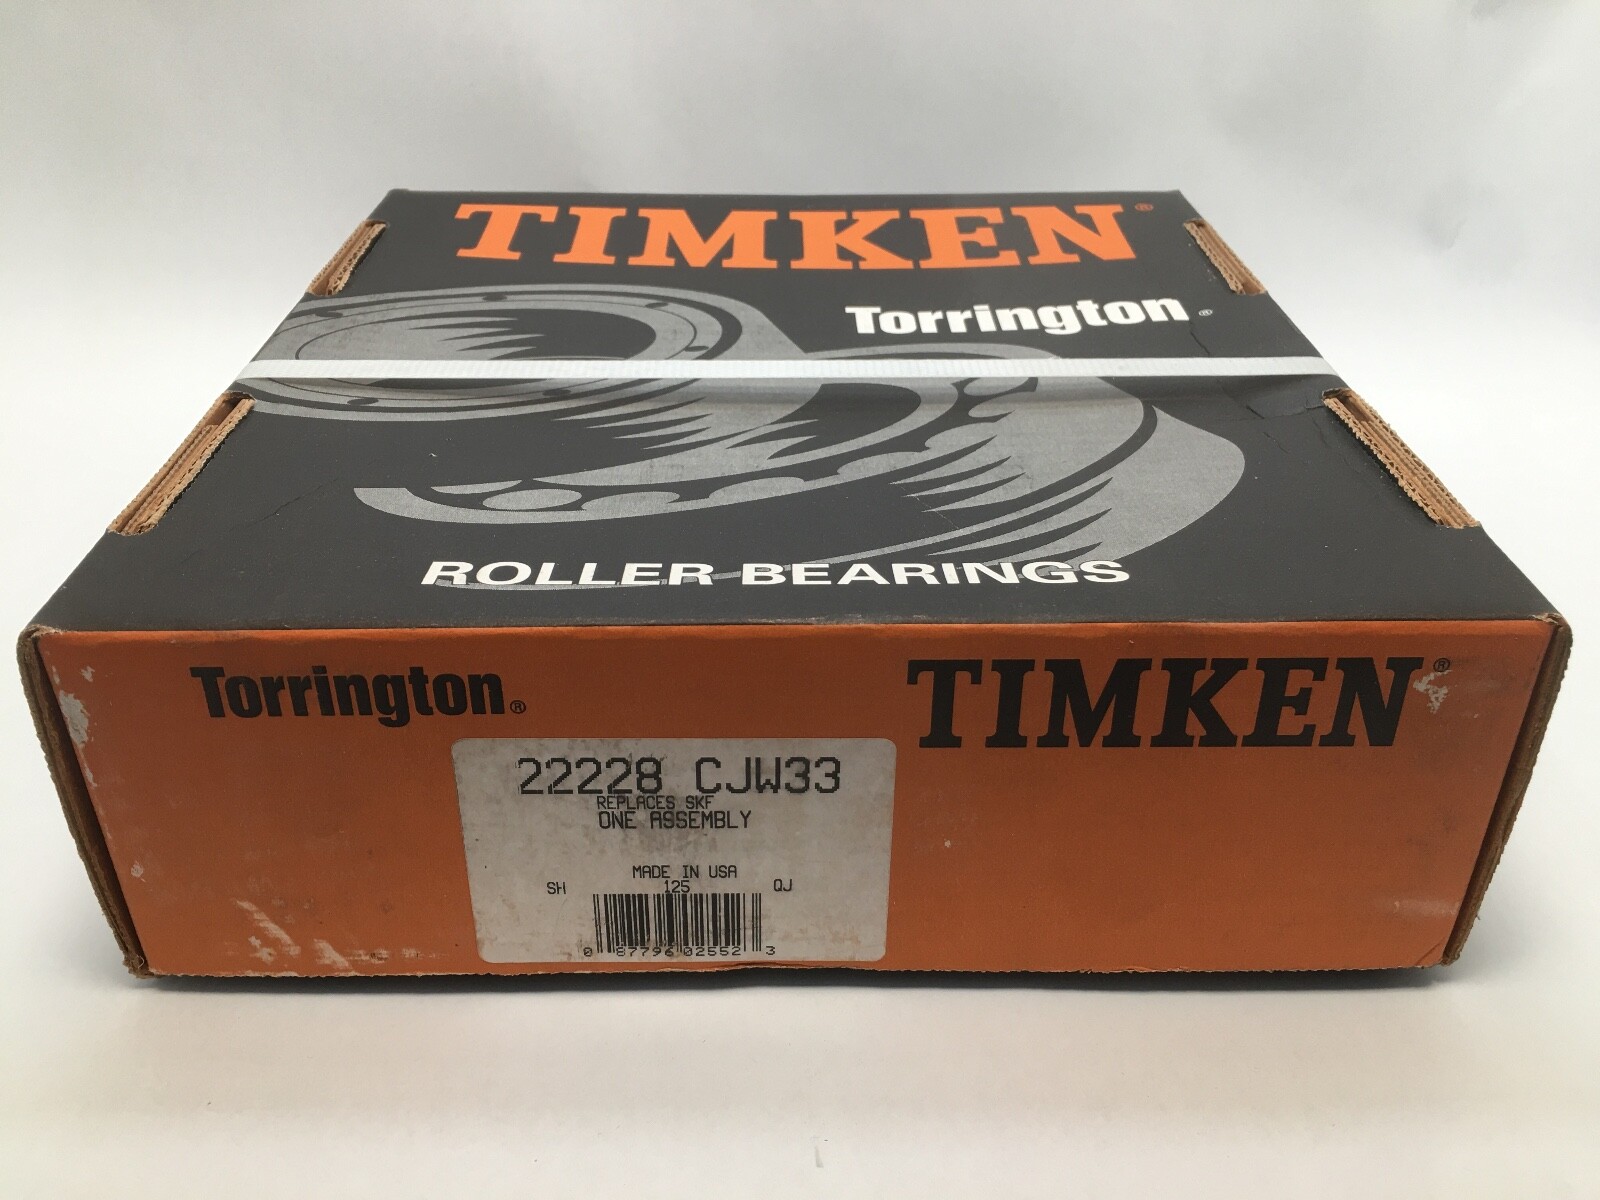 TIMKEN®
Torrington®
ROLLER BEARINGS
Torrington®
TIMKEN®
22228 CJW33
REPLACES SKF
ONE ASSEMBLY
MADE IN USA
SH 125 QJ
0 87796 02552 3